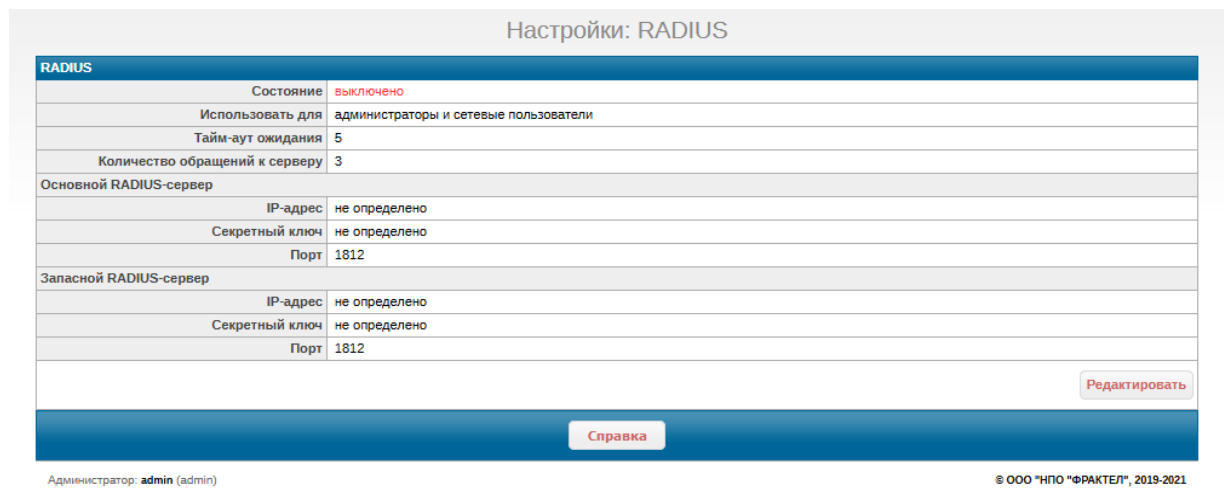 Настройки: RADIUS
RADIUS
Состояние выключено
Использовать для администраторы и сетевые пользователи
Тайм-аут ожидания 5
Количество обращений к серверу 3
Основной RADIUS-сервер
IP-адрес не определено
Секретный ключ не определено
Порт 1812
Запасной RADIUS-сервер
IP-адрес не определено
Секретный ключ не определено
Порт 1812
Редактировать
Справка
Администратор: admin (admin) © ООО "НПО "ФРАКТЕЛ", 2019-2021